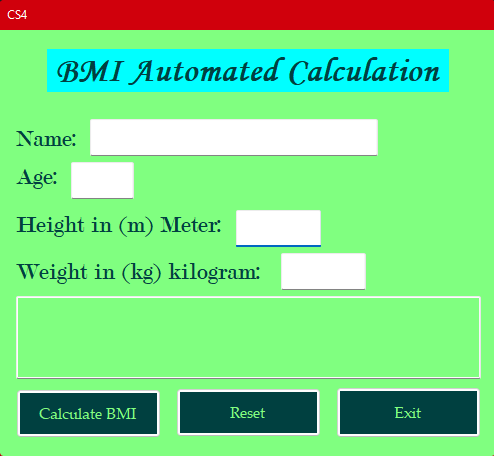 CS4
BMI Automated Calculation
Name:
Age:
Height in (m) Meter:
Weight in (kg) kilogram:
Calculate BMI
Reset
Exit